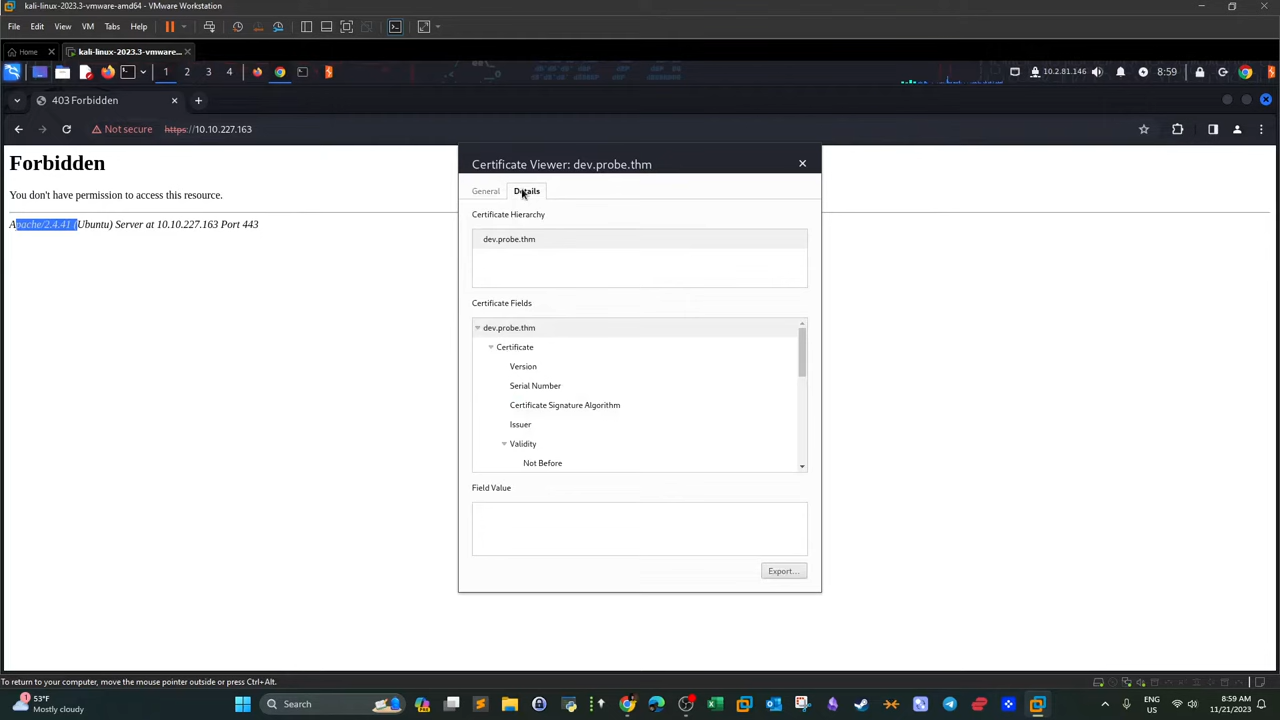 kali-linux-2023.3-vmware-amd64 - VMware Workstation
File Edit View VM Tabs Help
Home kali-linux-2023.3-vmware...
1 2 3 4 10.2.81.146 8:59
403 Forbidden
Not secure https://10.10.227.163
Forbidden
You don't have permission to access this resource.
Apache/2.4.41 (Ubuntu) Server at 10.10.227.163 Port 443
Certificate Viewer: dev.probe.thm
General Details
Certificate Hierarchy
dev.probe.thm
Certificate Fields
dev.probe.thm
Certificate
Version
Serial Number
Certificate Signature Algorithm
Issuer
Validity
Not Before
Field Value
Export...
To return to your computer, move the mouse pointer outside or press Ctrl+Alt.
1
53°F
Mostly cloudy
Search
ENG
US
8:59 AM
11/21/2023